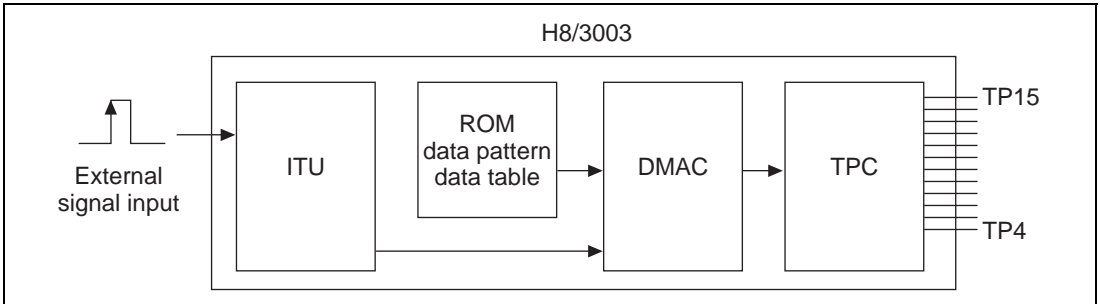 H8/3003
External
signal input
ITU
ROM
data pattern
data table
DMAC
TPC
TP15
TP4